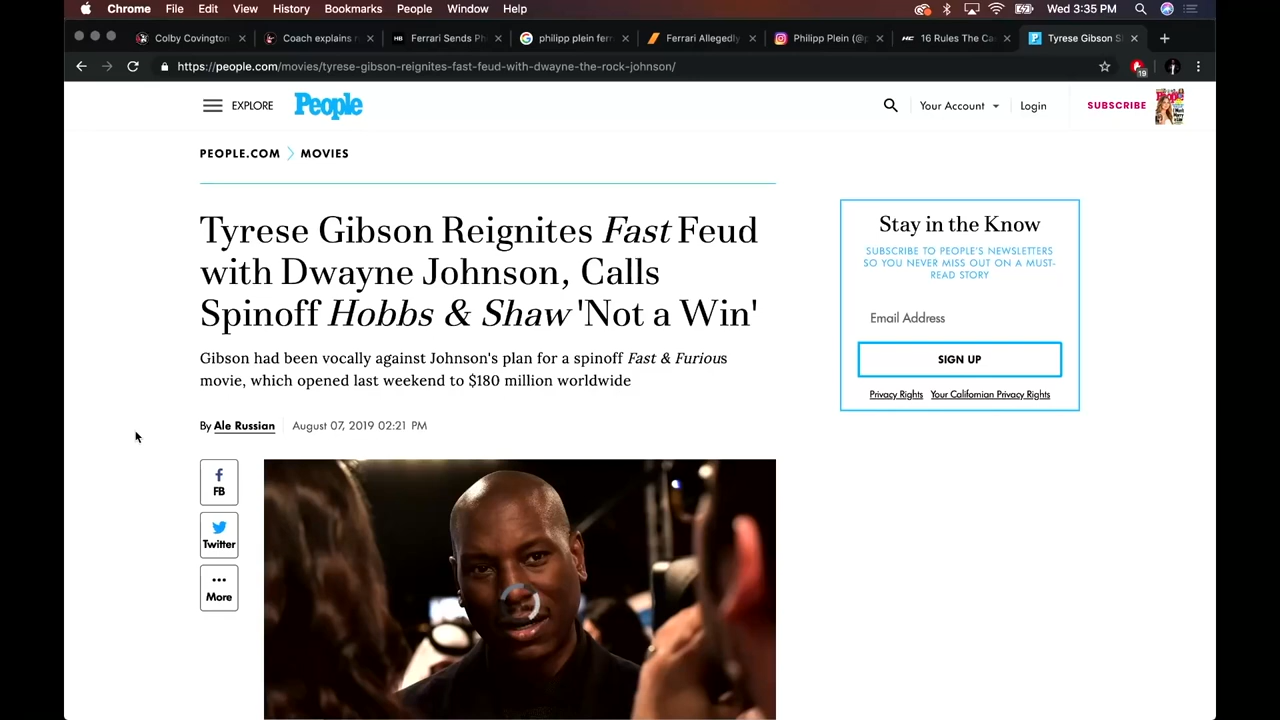 Chrome File Edit View History Bookmarks People Window Help Wed 3:35 PM
Colby Covington Coach explains Ferrari Sends Ph philipp plein ferr Ferrari Allegedly Philipp Plein (@p 16 Rules The Ca Tyrese Gibson
https://people.com/movies/tyrese-gibson-reignites-fast-feud-with-dwayne-the-rock-johnson/
19
EXPLORE People Your Account Login SUBSCRIBE
PEOPLE.COM MOVIES
Tyrese Gibson Reignites Fast Feud
with Dwayne Johnson, Calls
Spinoff Hobbs & Shaw 'Not a Win'
Gibson had been vocally against Johnson's plan for a spinoff Fast & Furious
movie, which opened last weekend to $180 million worldwide
By Ale Russian August 07, 2019 02:21 PM
FB
Twitter
More
Stay in the Know
SUBSCRIBE TO PEOPLE'S NEWSLETTERS
SO YOU NEVER MISS OUT ON A MUST-
READ STORY
Email Address
SIGN UP
Privacy Rights Your Californian Privacy Rights